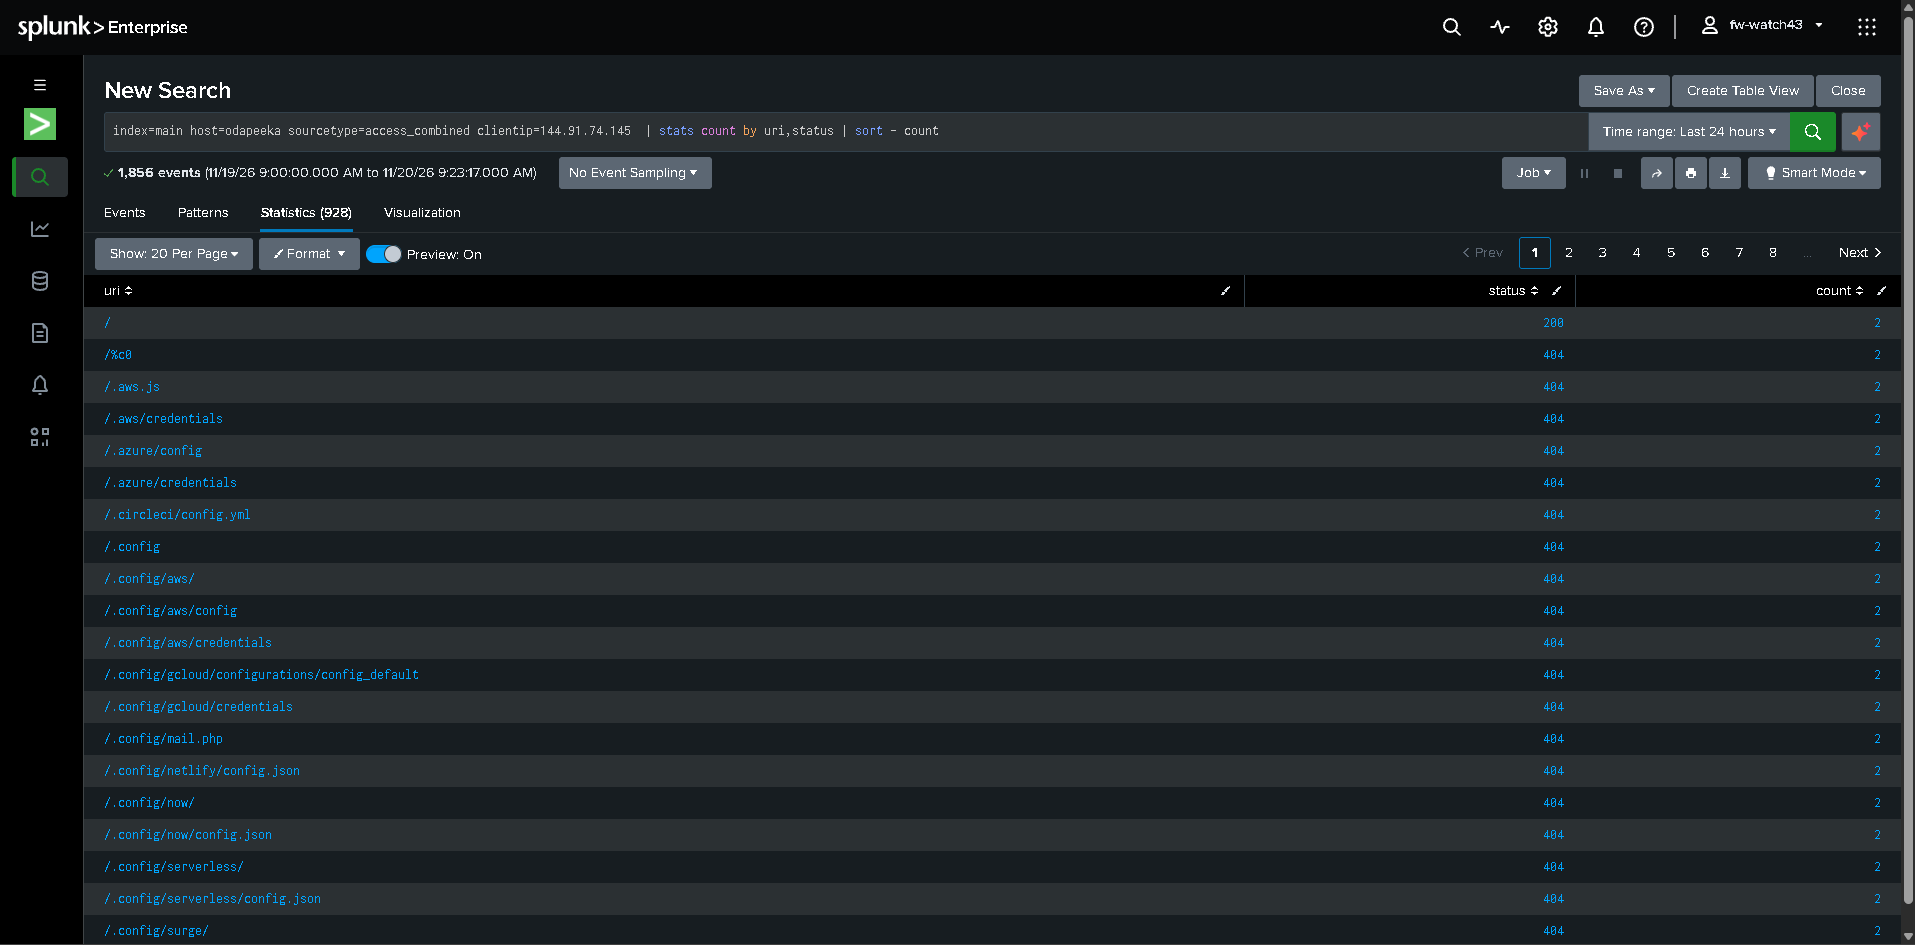 splunk>Enterprise
fw-watch43
New Search
Save As
Create Table View
Close
index=main host=odapeeka sourcetype=access_combined clientip=144.91.74.145 | stats count by uri,status | sort - count
Time range: Last 24 hours
1,856 events (11/19/26 9:00:00.000 AM to 11/20/26 9:23:17.000 AM)
No Event Sampling
Job
Smart Mode
Events
Patterns
Statistics (928)
Visualization
Show: 20 Per Page
Format
Preview: On
< Prev 1 2 3 4 5 6 7 8 ... Next >
uri status count
/ 200 2
/%c0 404 2
/.aws.js 404 2
/.aws/credentials 404 2
/.azure/config 404 2
/.azure/credentials 404 2
/.circleci/config.yml 404 2
/.config 404 2
/.config/aws/ 404 2
/.config/aws/config 404 2
/.config/aws/credentials 404 2
/.config/gcloud/configurations/config_default 404 2
/.config/gcloud/credentials 404 2
/.config/mail.php 404 2
/.config/netlify/config.json 404 2
/.config/now/ 404 2
/.config/now/config.json 404 2
/.config/serverless/ 404 2
/.config/serverless/config.json 404 2
/.config/surge/ 404 2